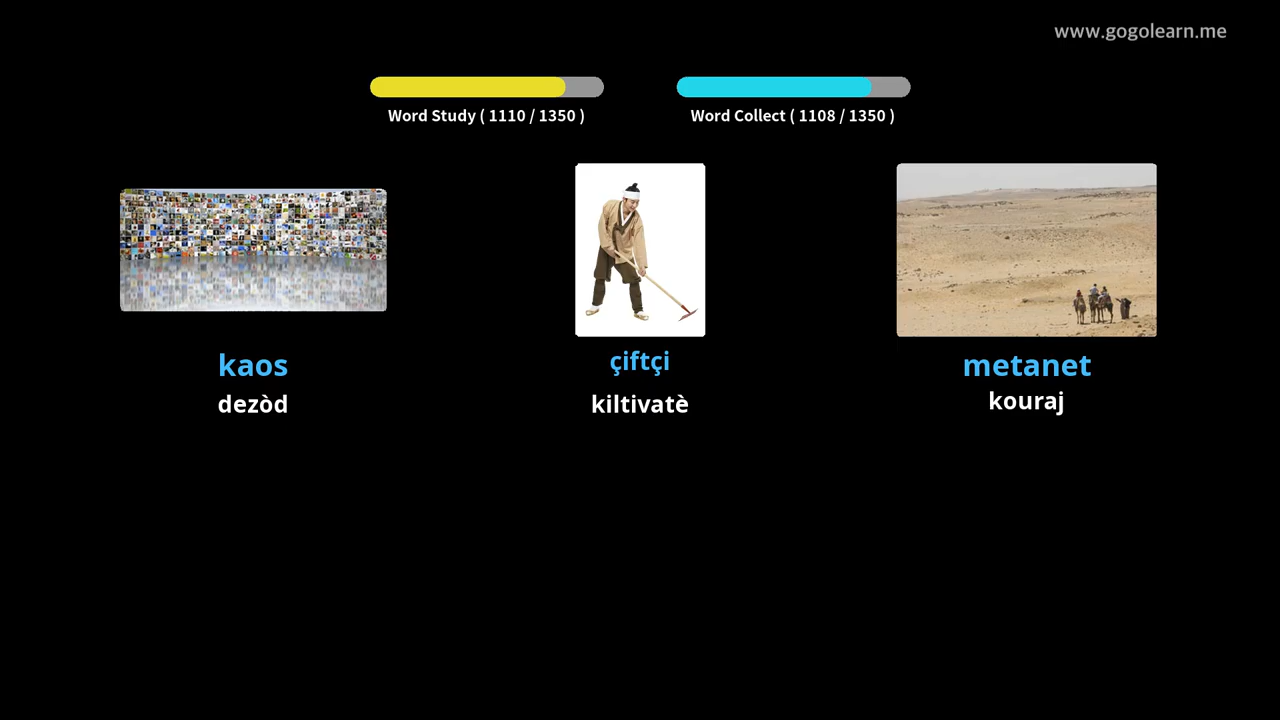 www.gogolearn.me
Word Study ( 1110 / 1350 )
Word Collect ( 1108 / 1350 )
kaos
dezòd
çiftçi
kiltivatè
metanet
kouraj